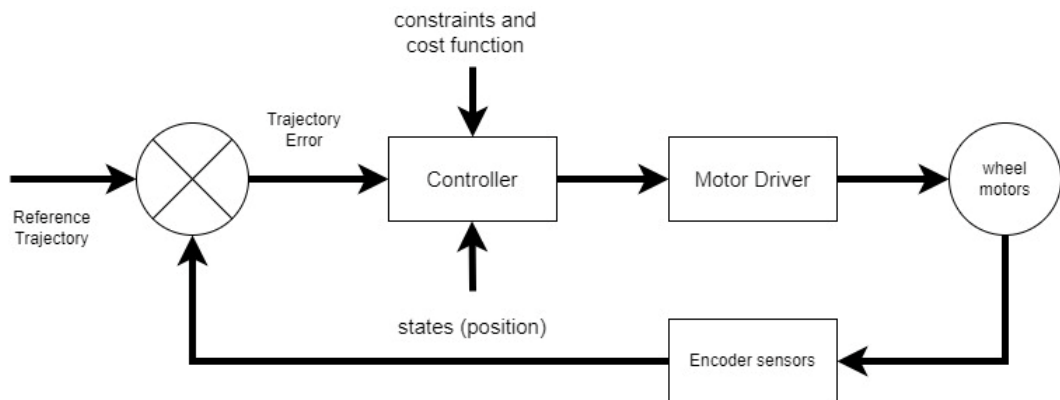 constraints and
cost function
Trajectory
Error
Controller
Motor Driver
wheel
motors
Reference
Trajectory
states (position)
Encoder sensors